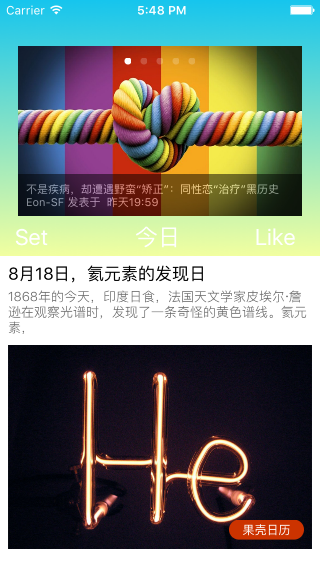 Carrier 5:48 PM
不是疾病，却遭遇野蛮“矫正”：同性恋“治疗”黑历史
Eon-SF 发表于 昨天19:59
Set 今日 Like
8月18日，氦元素的发现日
1868年的今天，印度日食，法国天文学家皮埃尔·詹
逊在观察光谱时，发现了一条奇怪的黄色谱线。氦元
素，
He
果壳日历